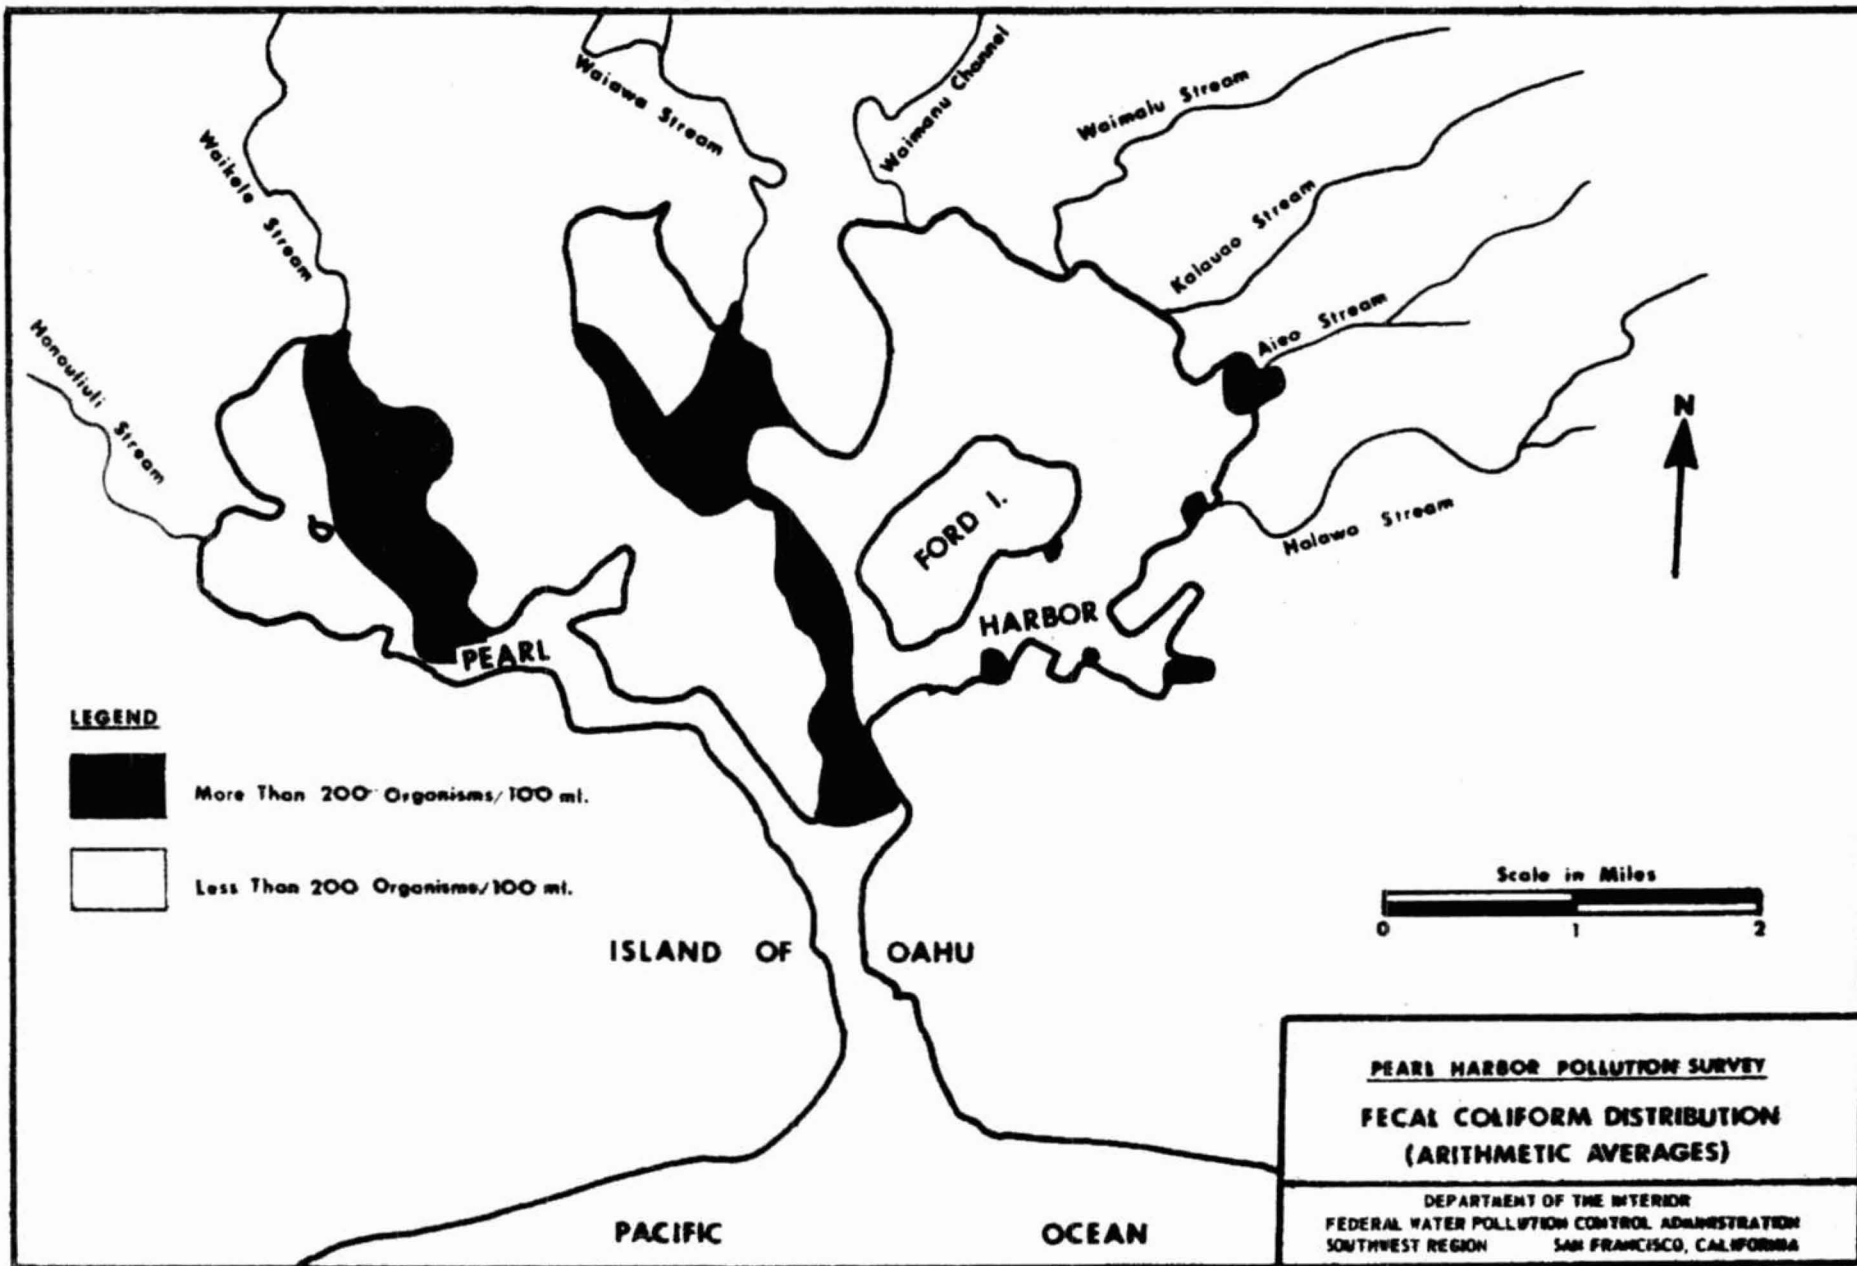 Waiawa Stream
Waimanu Channel
Waimalu Stream
Waikele Stream
Kalauao Stream
Aiea Stream
Honouliuli Stream
Halawa Stream
N
FORD I.
HARBOR
PEARL
LEGEND
More Than 200 Organisms/100 ml.
Less Than 200 Organisms/100 ml.
Scale in Miles
0 1 2
ISLAND OF OAHU
PEARL HARBOR POLLUTION SURVEY
FECAL COLIFORM DISTRIBUTION
(ARITHMETIC AVERAGES)
DEPARTMENT OF THE INTERIOR
FEDERAL WATER POLLUTION CONTROL ADMINISTRATION
SOUTHWEST REGION SAN FRANCISCO, CALIFORNIA
PACIFIC OCEAN